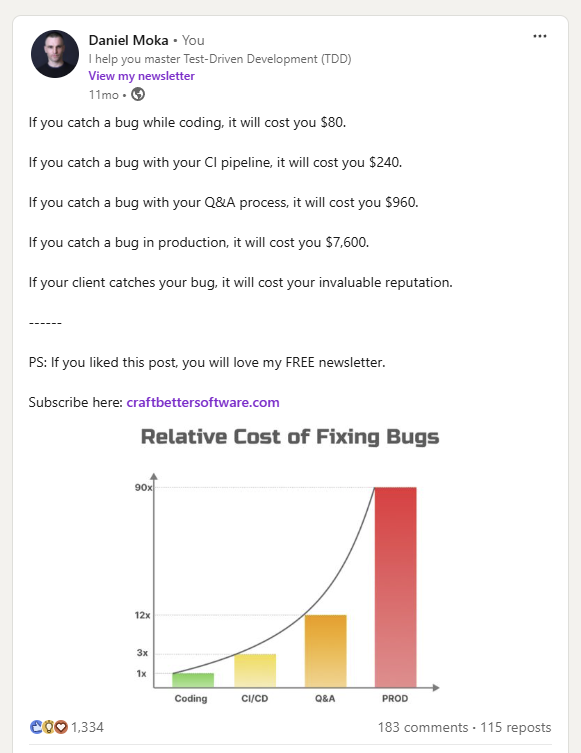 Daniel Moka • You
I help you master Test-Driven Development (TDD)
View my newsletter
11mo •
If you catch a bug while coding, it will cost you $80.
If you catch a bug with your CI pipeline, it will cost you $240.
If you catch a bug with your Q&A process, it will cost you $960.
If you catch a bug in production, it will cost you $7,600.
If your client catches your bug, it will cost your invaluable reputation.
------
PS: If you liked this post, you will love my FREE newsletter.
Subscribe here: craftbettersoftware.com
Relative Cost of Fixing Bugs
90x
12x
3x
1x
Coding CI/CD Q&A PROD
1,334 183 comments • 115 reposts